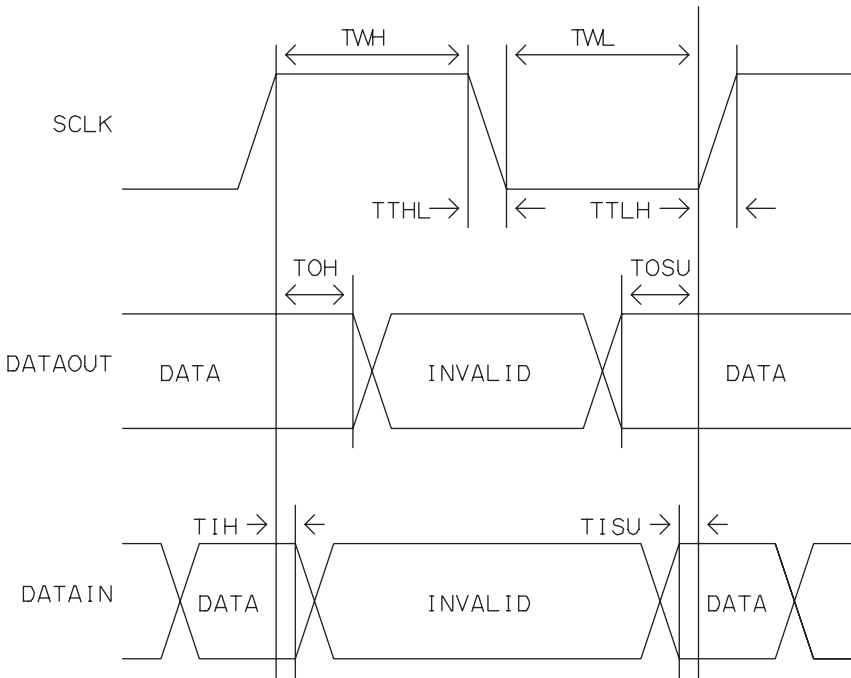 TWH TWL
SCLK
TTHL TTLH
TOH TOSU
DATAOUT DATA INVALID DATA
TIH TISU
DATAIN DATA INVALID DATA